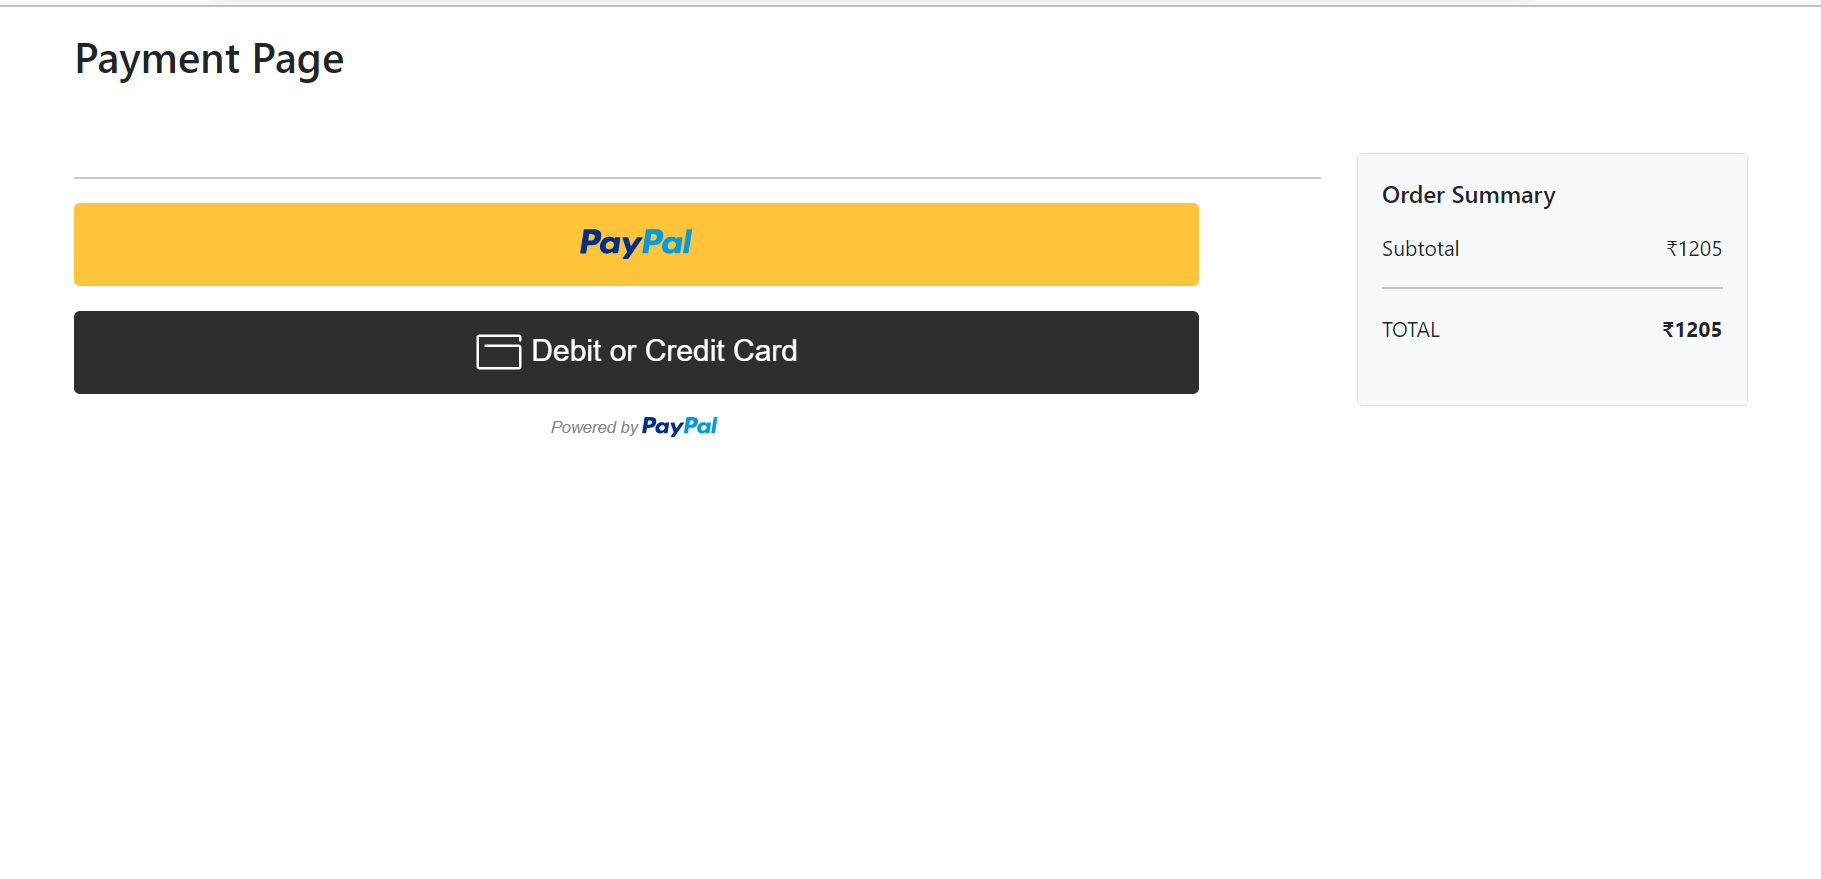 Payment Page
PayPal
Debit or Credit Card
Powered by PayPal
Order Summary
Subtotal ₹1205
TOTAL ₹1205